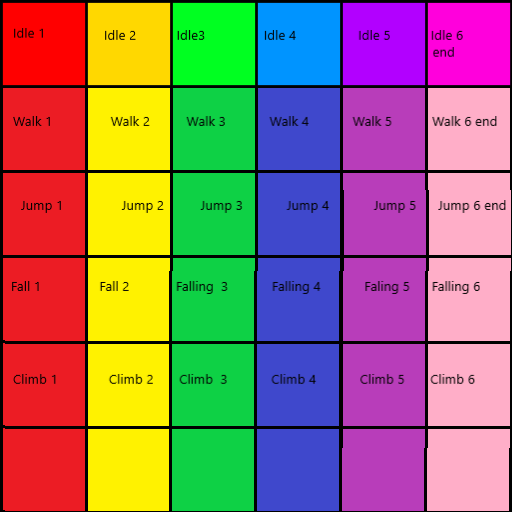 Idle 1
Idle 2
Idle3
Idle 4
Idle 5
Idle 6
end
Walk 1
Walk 2
Walk 3
Walk 4
Walk 5
Walk 6 end
Jump 1
Jump 2
Jump 3
Jump 4
Jump 5
Jump 6 end
Fall 1
Fall 2
Falling  3
Falling 4
Faling 5
Falling 6
Climb 1
Climb 2
Climb  3
Climb 4
Climb 5
Climb 6